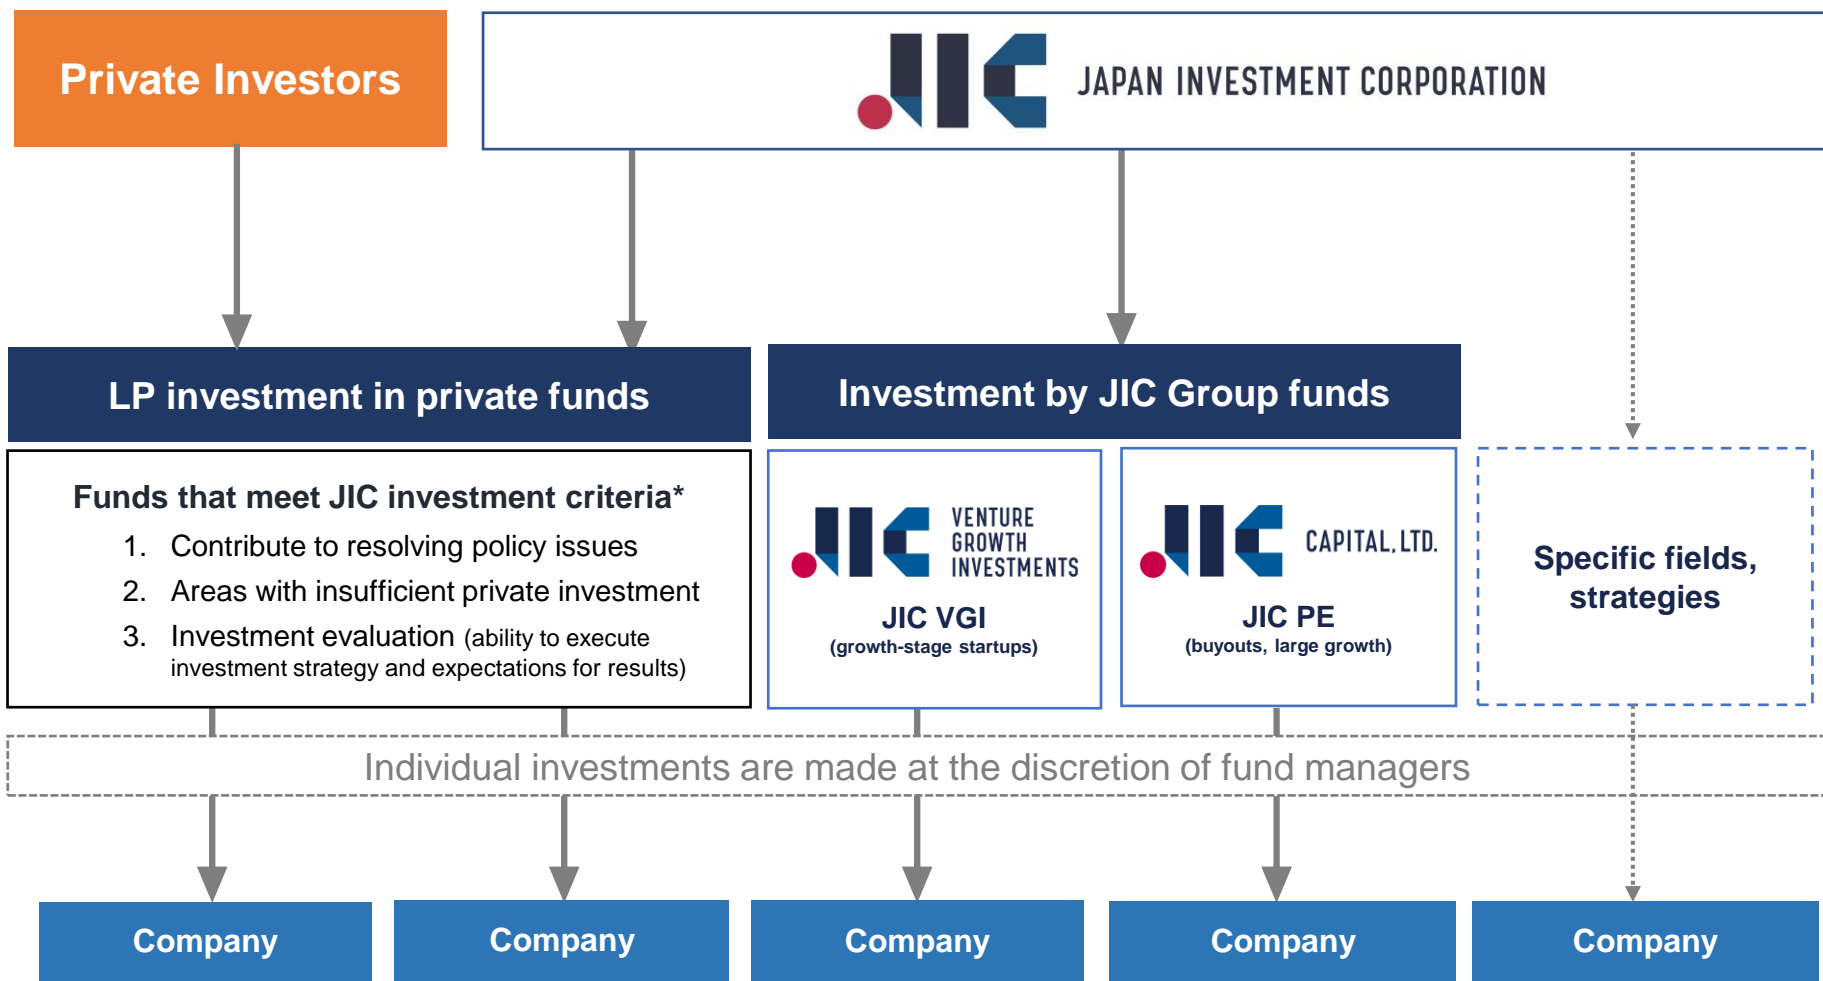 Private Investors
JIC JAPAN INVESTMENT CORPORATION
LP investment in private funds
Investment by JIC Group funds
Funds that meet JIC investment criteria*
1. Contribute to resolving policy issues
2. Areas with insufficient private investment
3. Investment evaluation (ability to execute
investment strategy and expectations for results)
JIC VENTURE
GROWTH
INVESTMENTS
JIC VGI
(growth-stage startups)
JIC CAPITAL, LTD.
JIC PE
(buyouts, large growth)
Specific fields,
strategies
Individual investments are made at the discretion of fund managers
Company
Company
Company
Company
Company